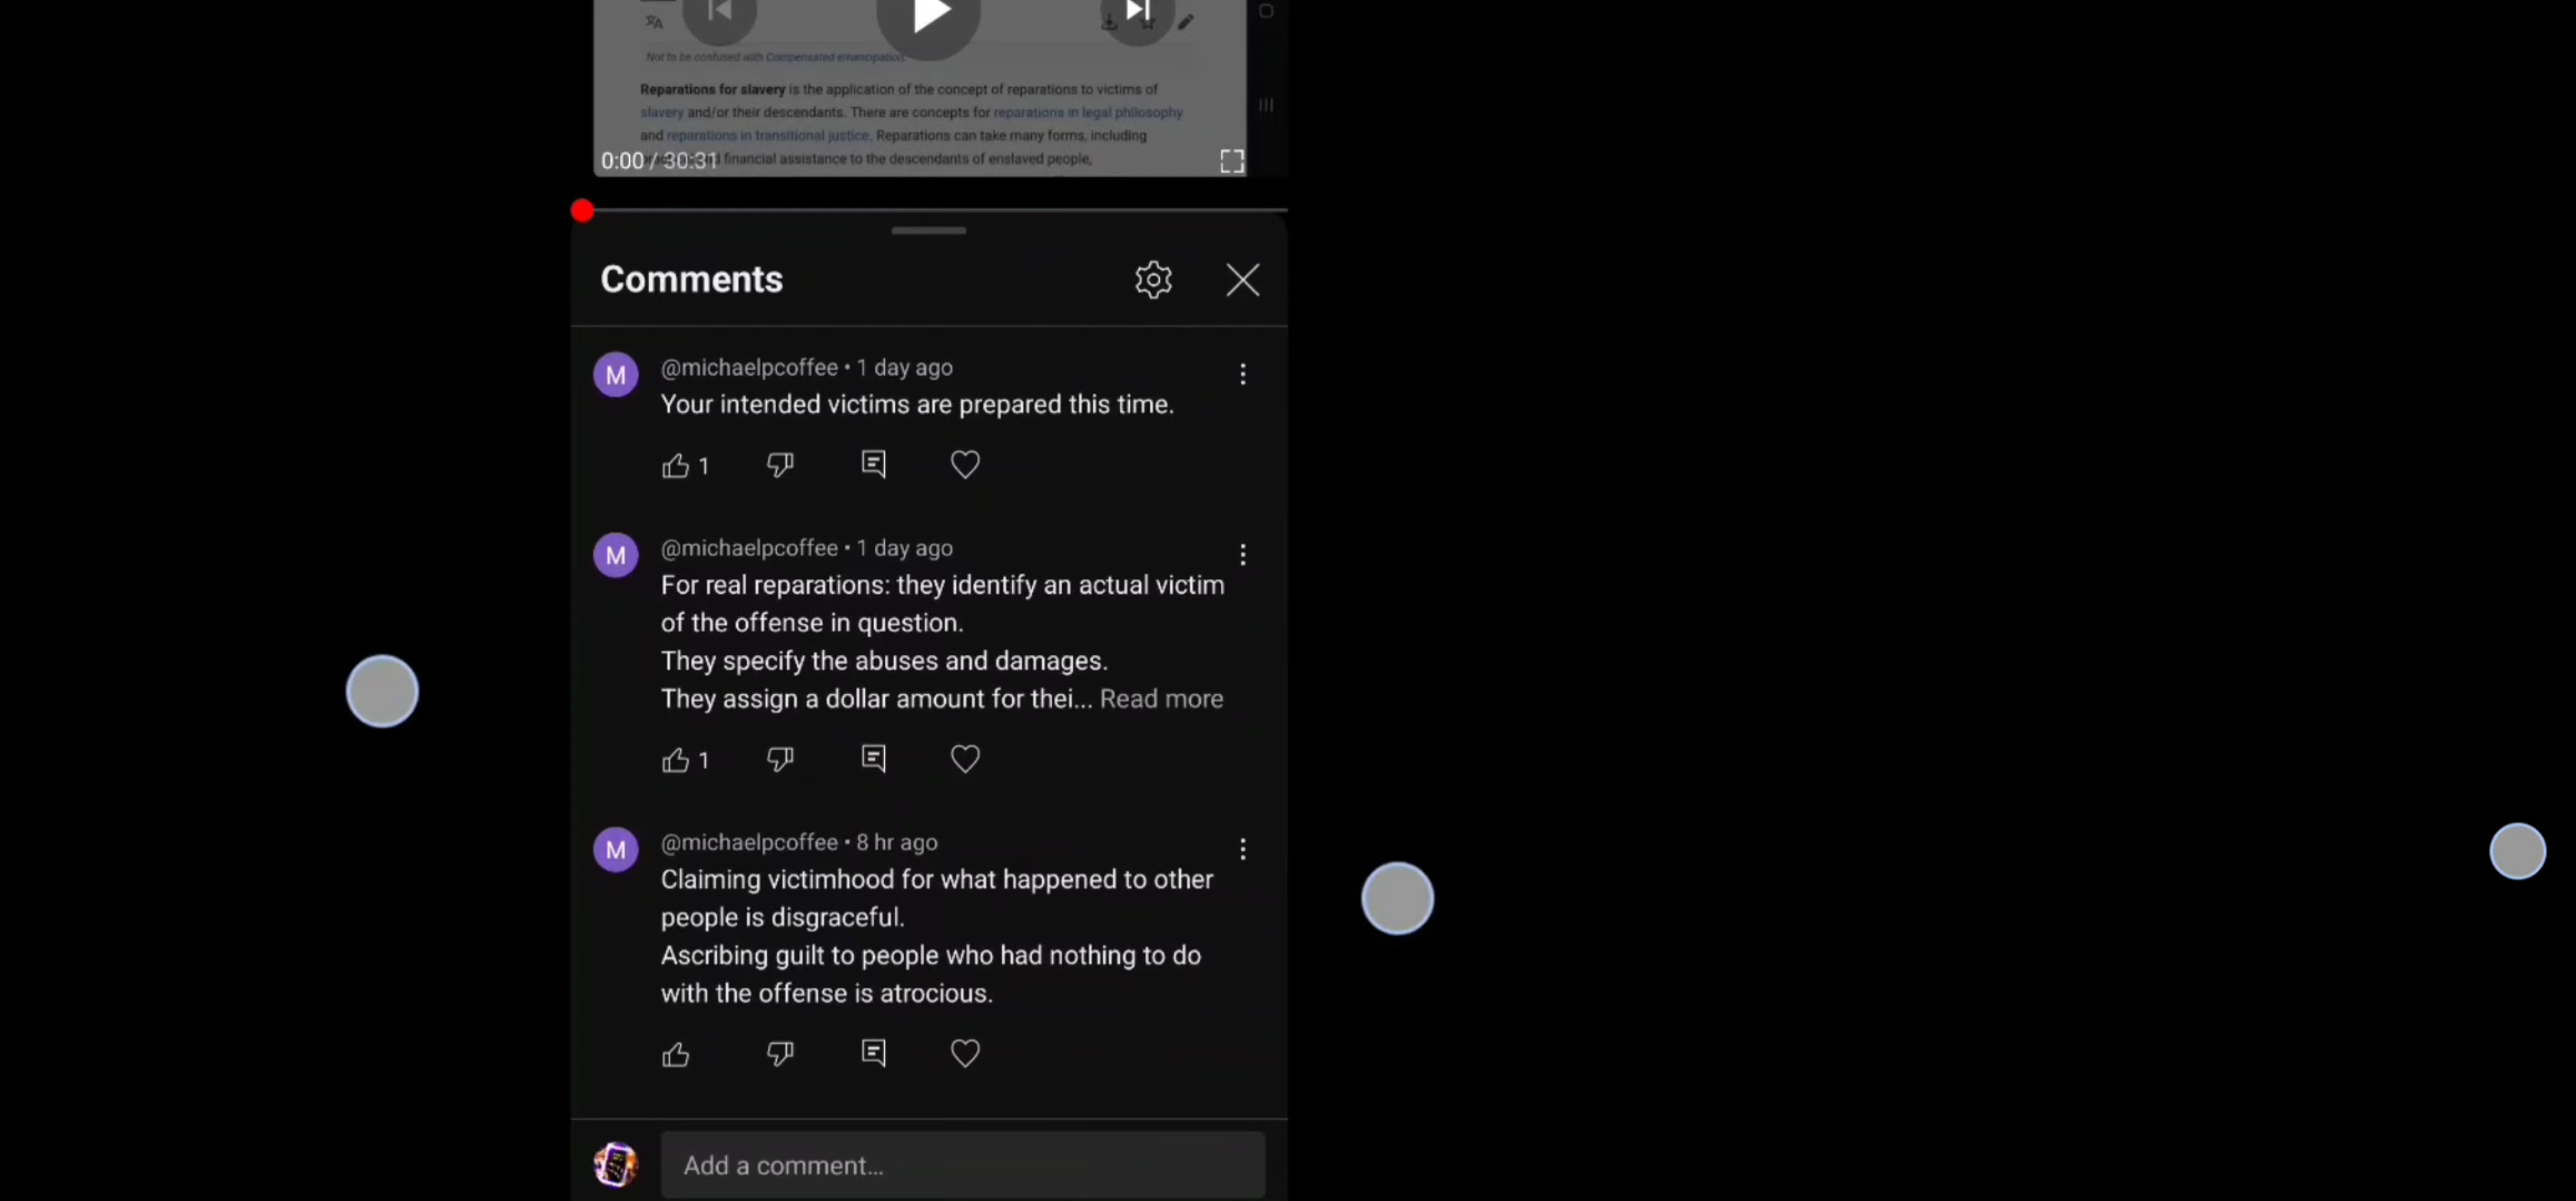 Not to be confused with Compensated emancipation.
Reparations for slavery is the application of the concept of reparations to victims of
slavery and/or their descendants. There are concepts for reparations in legal philosophy
and reparations in transitional justice. Reparations can take many forms, including
0:00 / 30:31 financial assistance to the descendants of enslaved people,
Comments
M
@michaelpcoffee • 1 day ago
Your intended victims are prepared this time.
1
M
@michaelpcoffee • 1 day ago
For real reparations: they identify an actual victim
of the offense in question.
They specify the abuses and damages.
They assign a dollar amount for thei... Read more
1
M
@michaelpcoffee • 8 hr ago
Claiming victimhood for what happened to other
people is disgraceful.
Ascribing guilt to people who had nothing to do
with the offense is atrocious.
Add a comment...